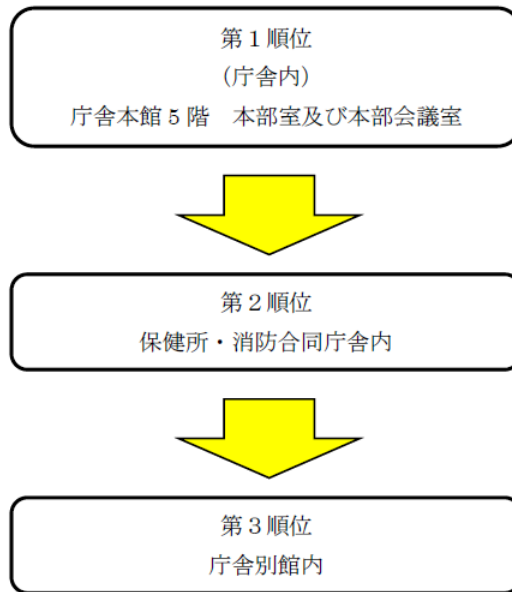 第１順位
（庁舎内）
庁舎本館５階　本部室及び本部会議室
第２順位
保健所・消防合同庁舎内
第３順位
庁舎別館内